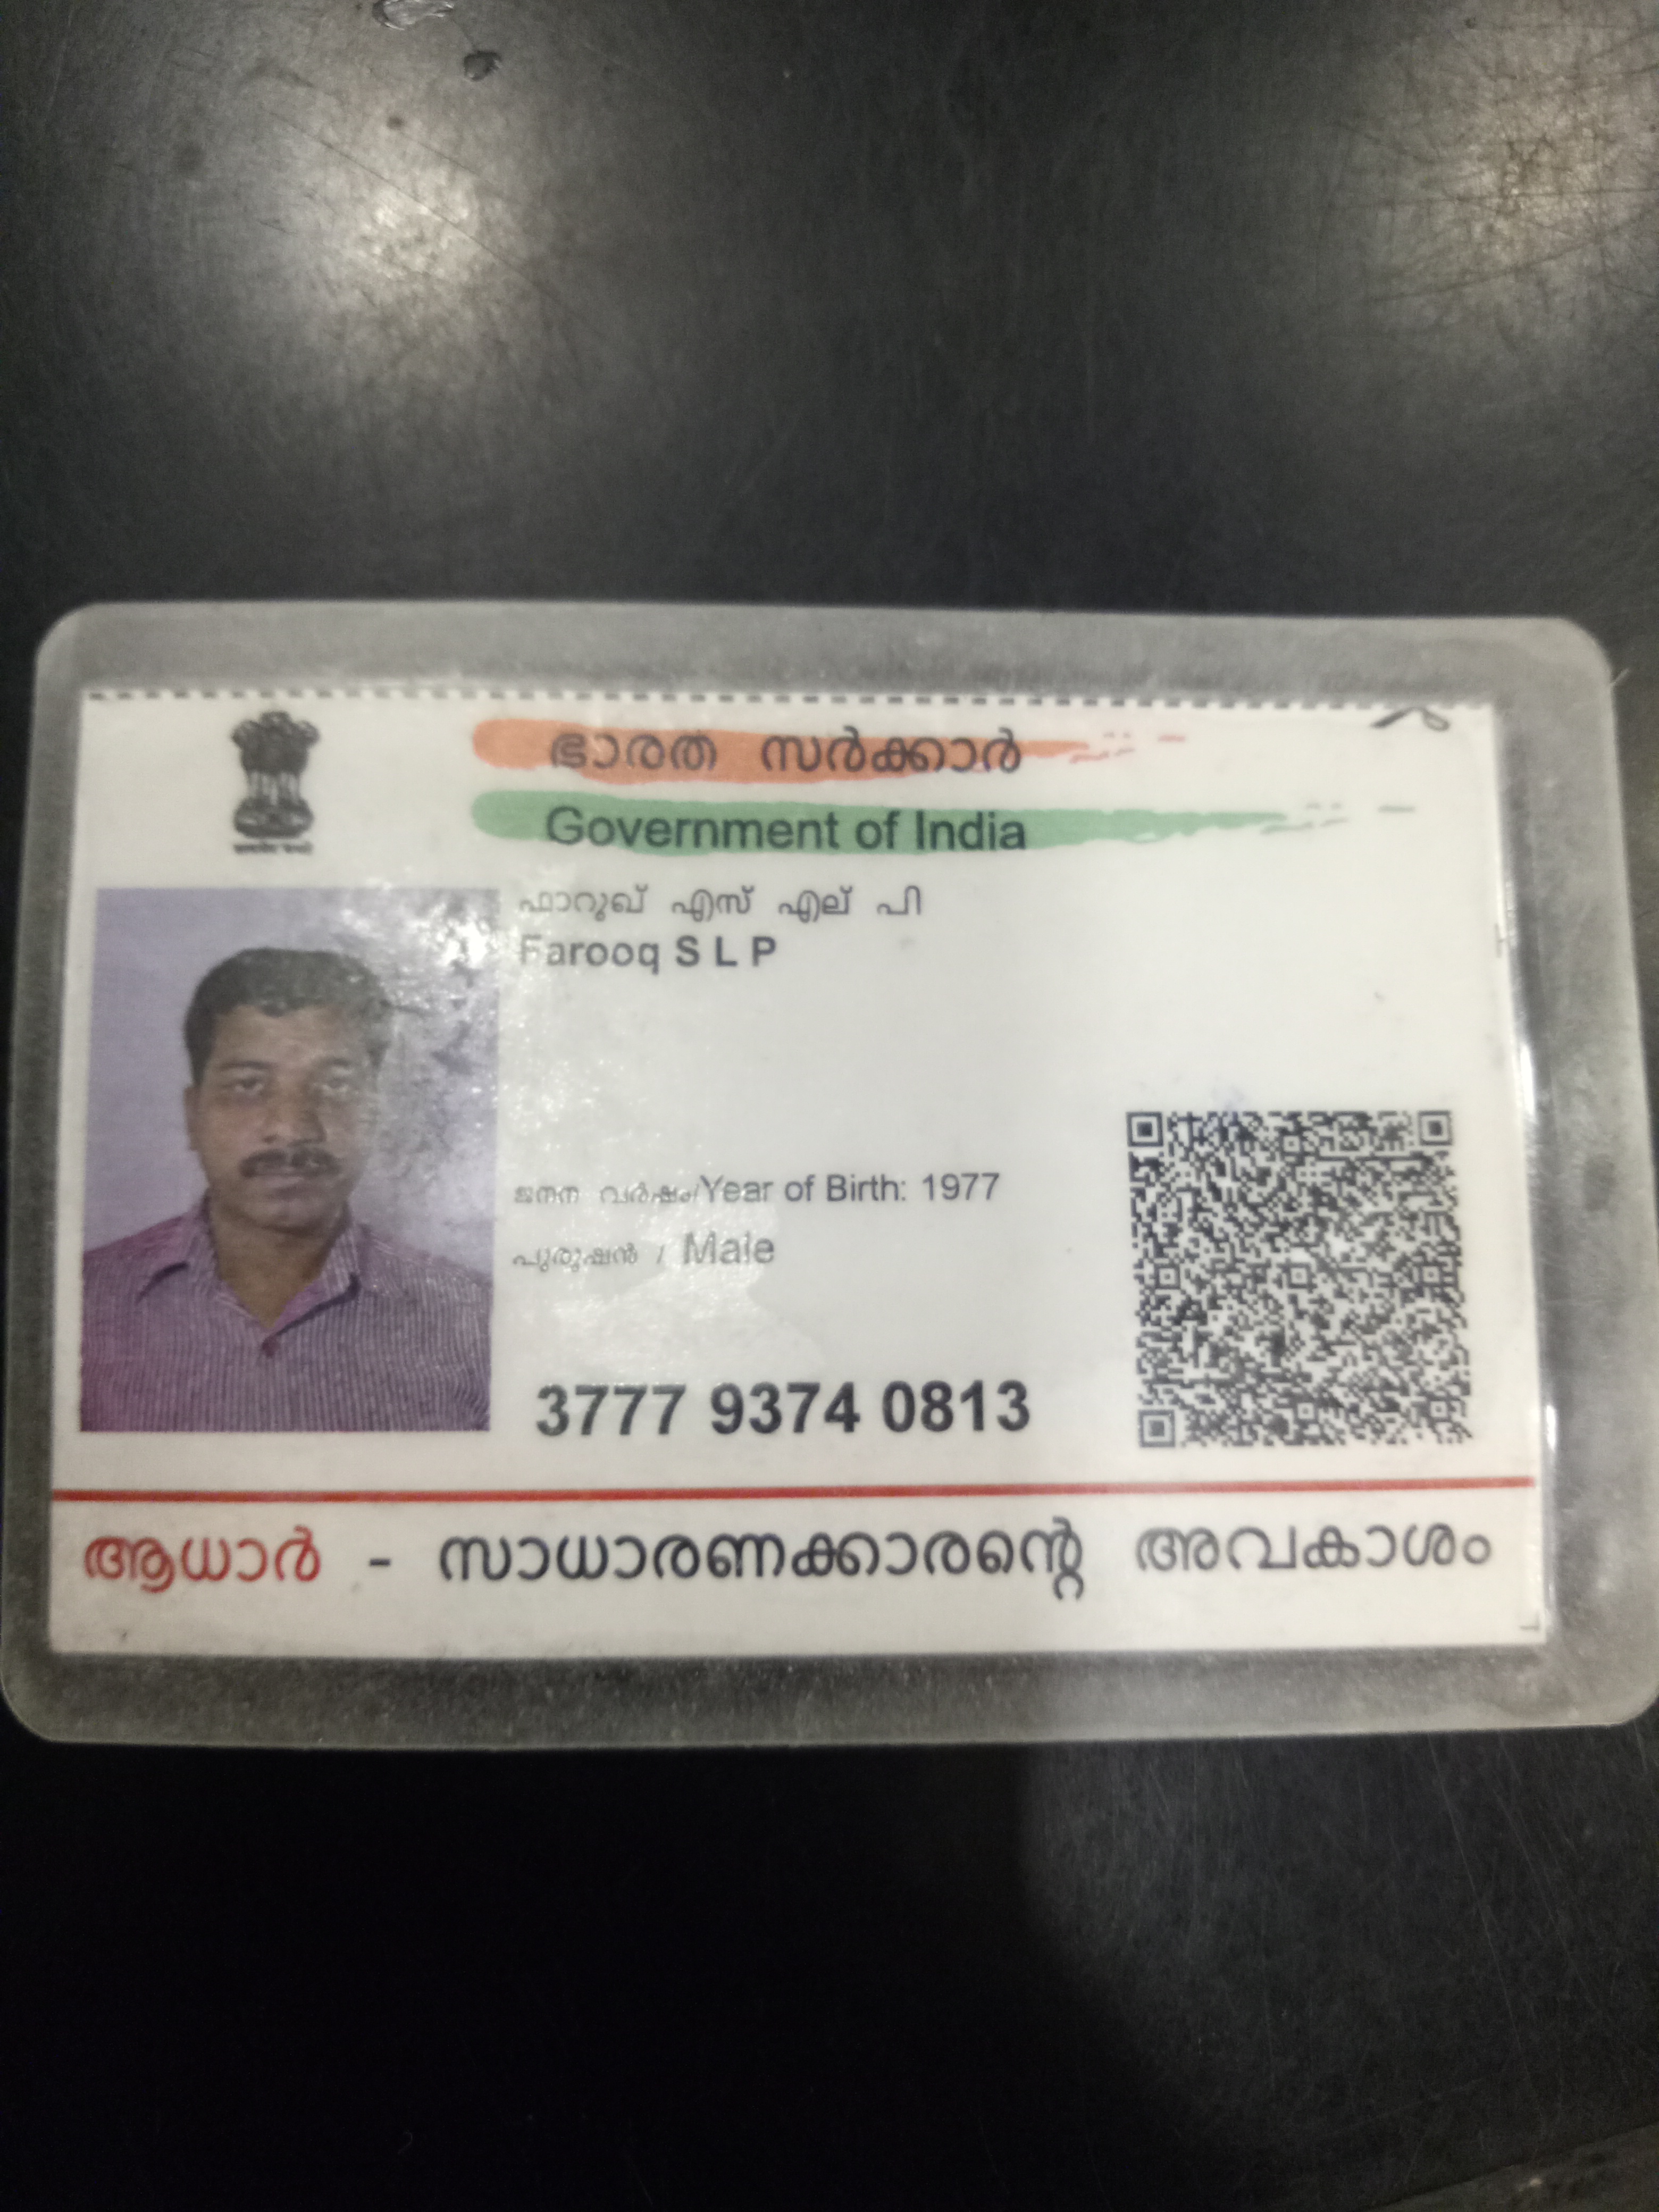 ഭാരത സർക്കാർ
Government of India
ഫാറൂഖ് എസ് എല് പി
Farooq S L P
ജനന വർഷം/Year of Birth: 1977
പുരുഷൻ / Male
3777 9374 0813
ആധാർ - സാധാരണക്കാരന്റെ അവകാശം